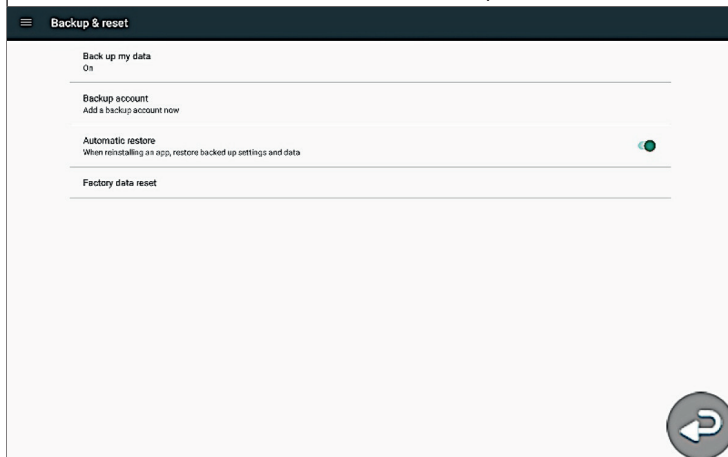 Backup & reset
Back up my data
On
Backup account
Add a backup account now
Automatic restore
When reinstalling an app, restore backed up settings and data
Factory data reset